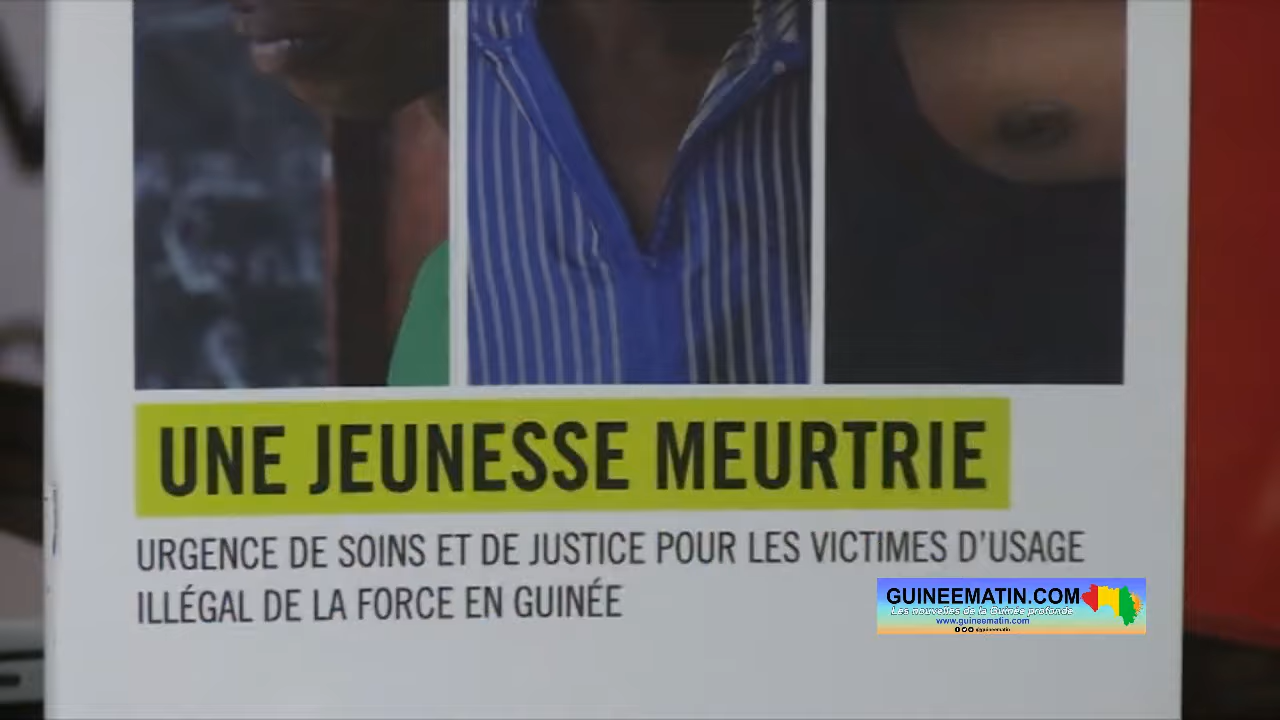 UNE JEUNESSE MEURTRIE
URGENCE DE SOINS ET DE JUSTICE POUR LES VICTIMES D'USAGE
ILLÉGAL DE LA FORCE EN GUINÉE
GUINEEMATIN.COM
Les nouvelles de la Guinée profonde
www.guineematin.com
@guineematin